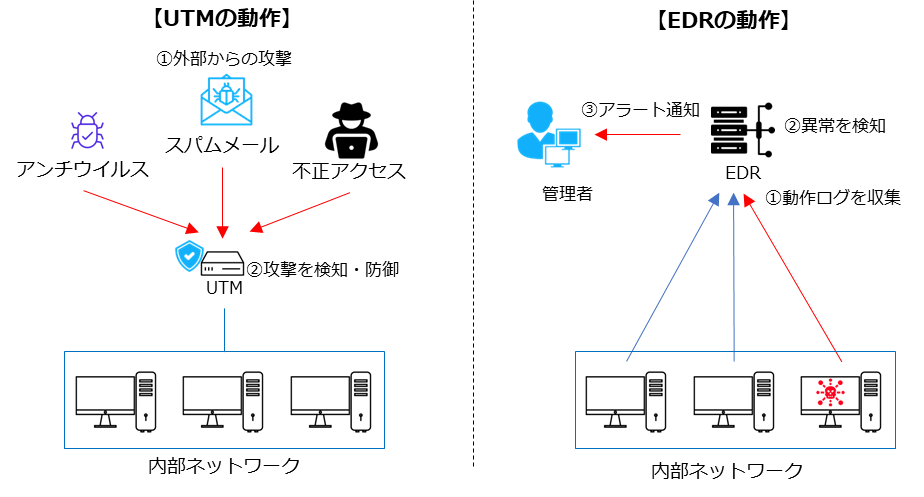 【UTMの動作】
①外部からの攻撃
アンチウイルス
スパムメール
不正アクセス
②攻撃を検知・防御
UTM
内部ネットワーク
【EDRの動作】
③アラート通知
②異常を検知
管理者
EDR
①動作ログを収集
内部ネットワーク